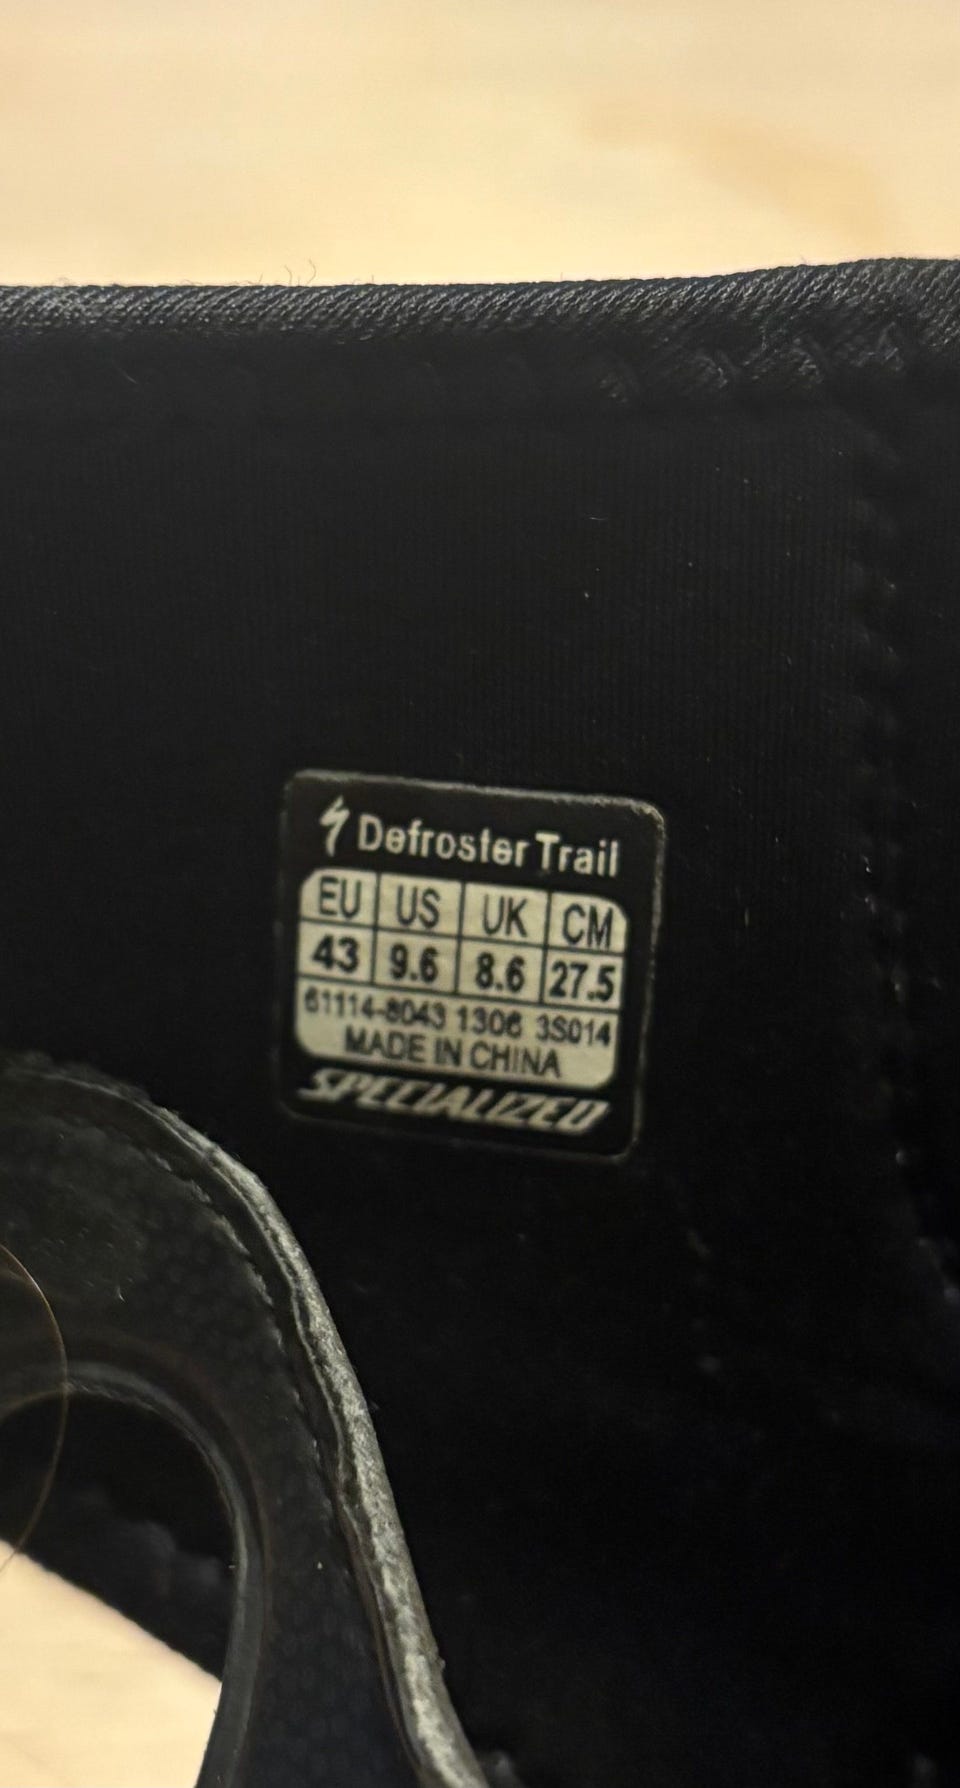 Defroster Trail
EU US UK CM
43 9.6 8.6 27.5
61114-8043 1306 3S014
MADE IN CHINA
SPECIALIZED